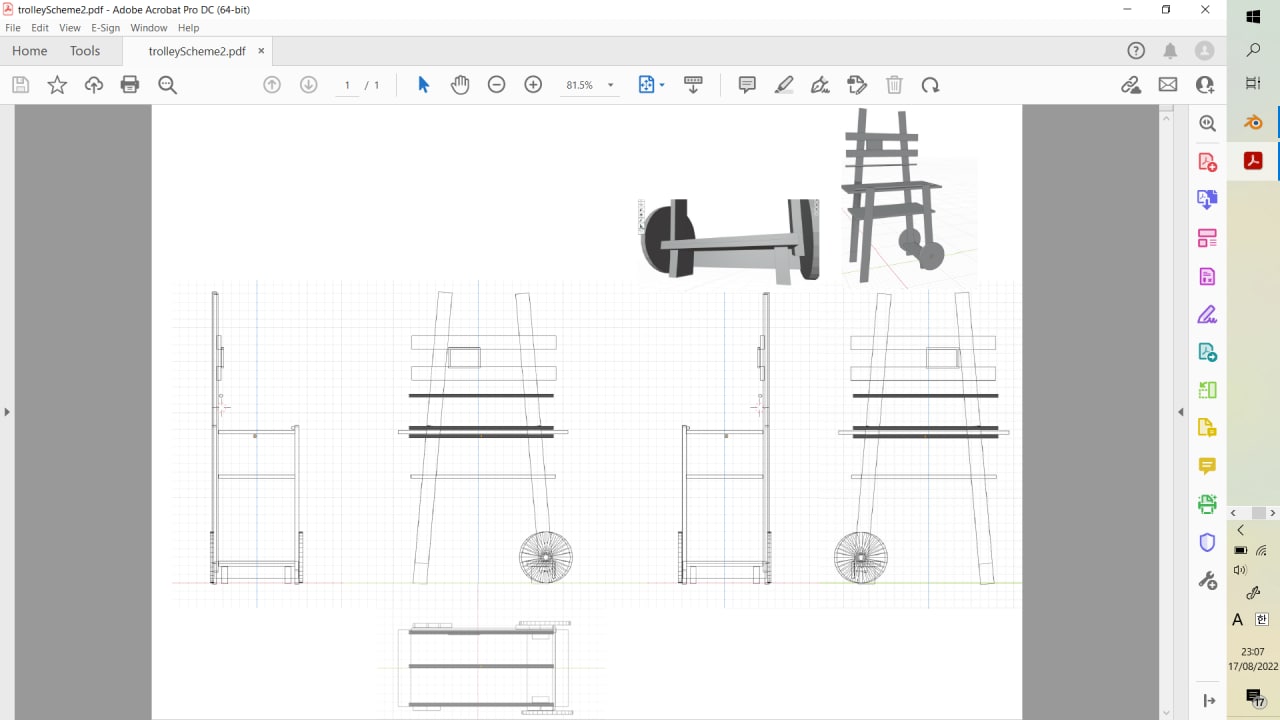 trolleyScheme2.pdf - Adobe Acrobat Pro DC (64-bit)
File Edit View E-Sign Window Help
Home Tools trolleyScheme2.pdf ×
1 / 1 81.5%
A 한
23:07
17/08/2022
17